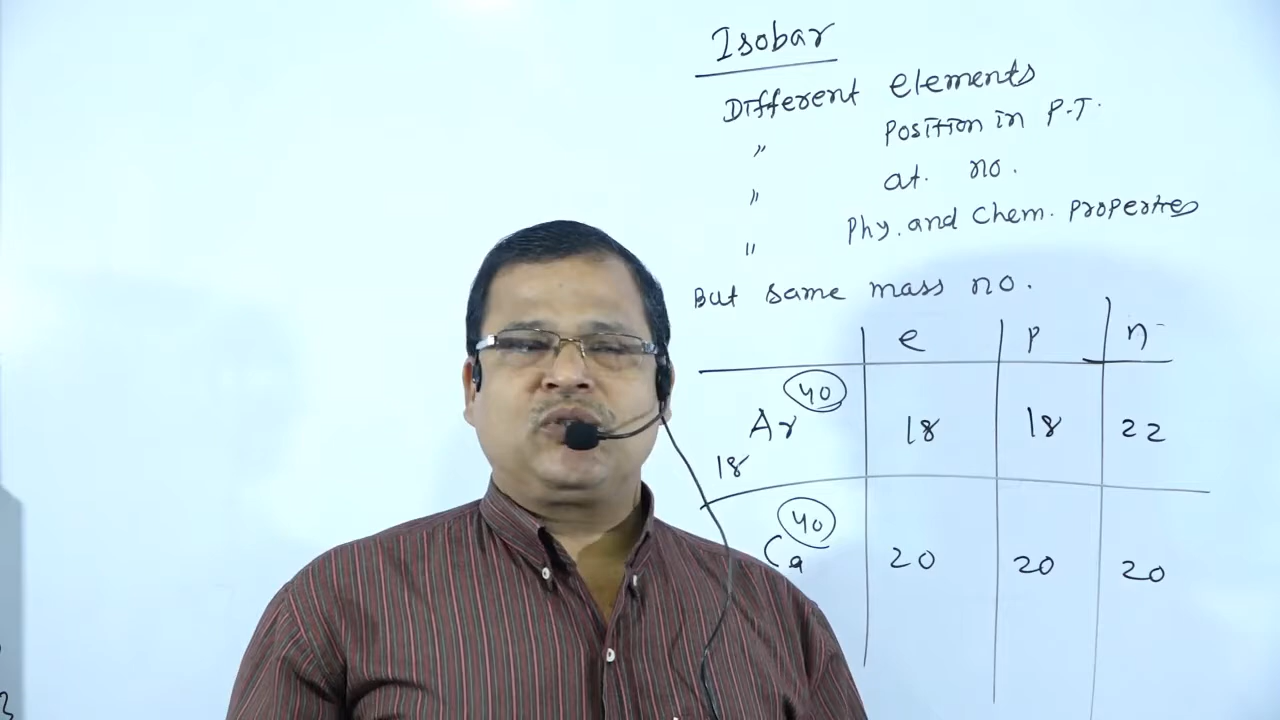 Isobar
Different elements
" Position in P.T.
" at. no.
" Phy. and Chem. Properties
But same mass no.
e p n
40
Ar 18 18 22
18
40
Ca 20 20 20